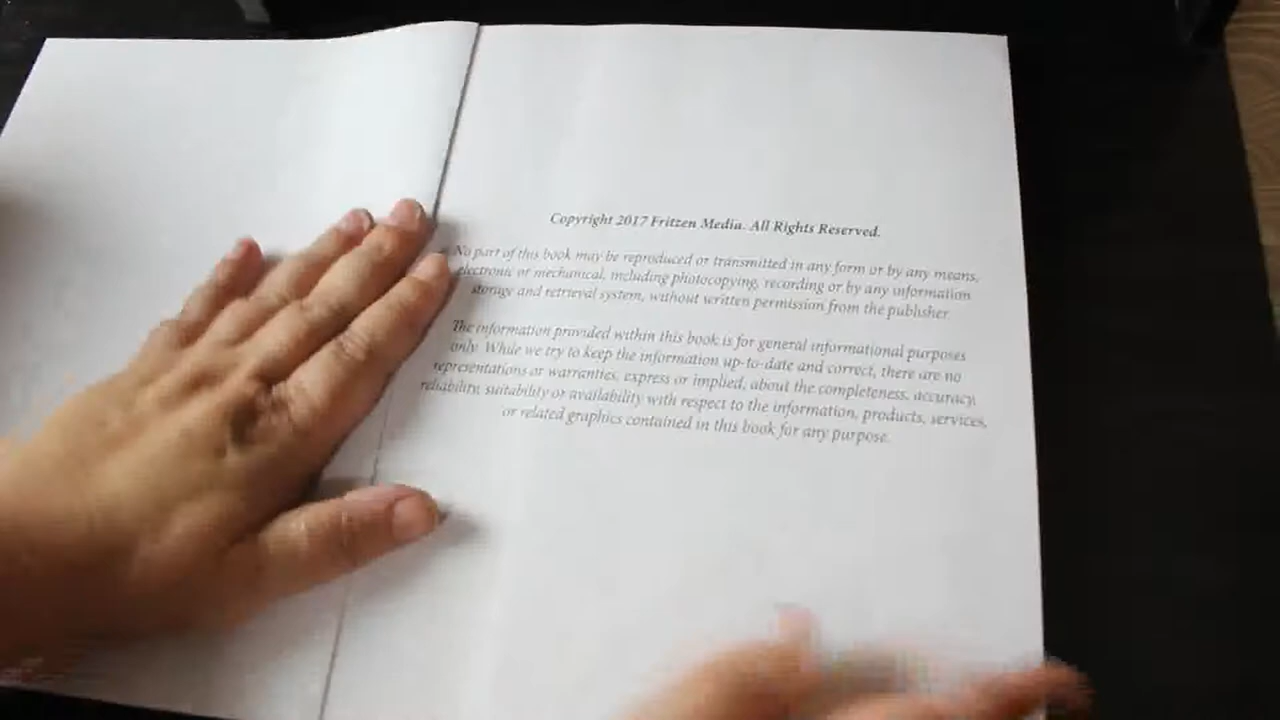 Copyright 2017 Fritzen Media. All Rights Reserved.
No part of this book may be reproduced or transmitted in any form or by any means,
electronic or mechanical, including photocopying, recording or by any information
storage and retrieval system, without written permission from the publisher.
The information provided within this book is for general informational purposes
only. While we try to keep the information up-to-date and correct, there are no
representations or warranties, express or implied, about the completeness, accuracy,
reliability, suitability or availability with respect to the information, products, services,
or related graphics contained in this book for any purpose.